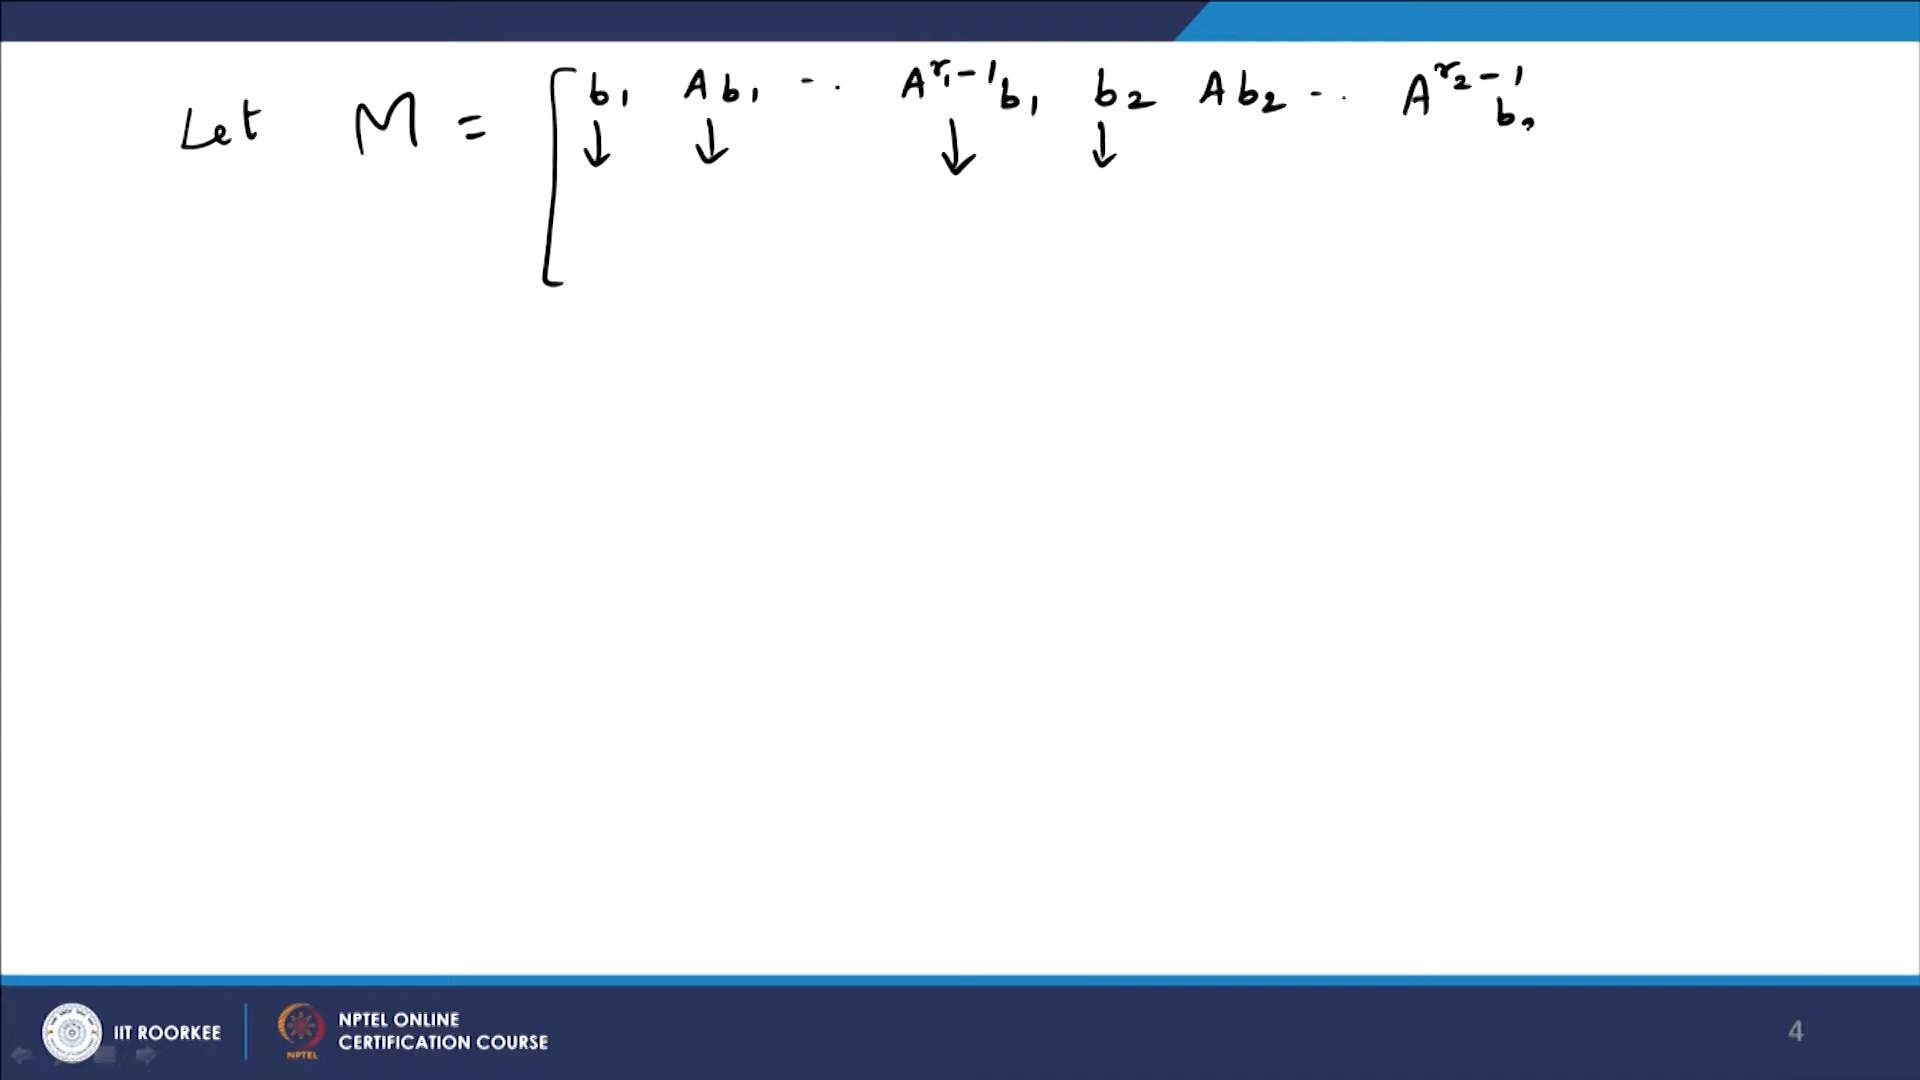 Let M = [ b₁ Ab₁ -. A^{r₁-1}b₁ b₂ Ab₂ -. A^{r₂-1}b₂
↓ ↓ ↓ ↓
IIT ROORKEE
NPTEL
NPTEL ONLINE
CERTIFICATION COURSE
4